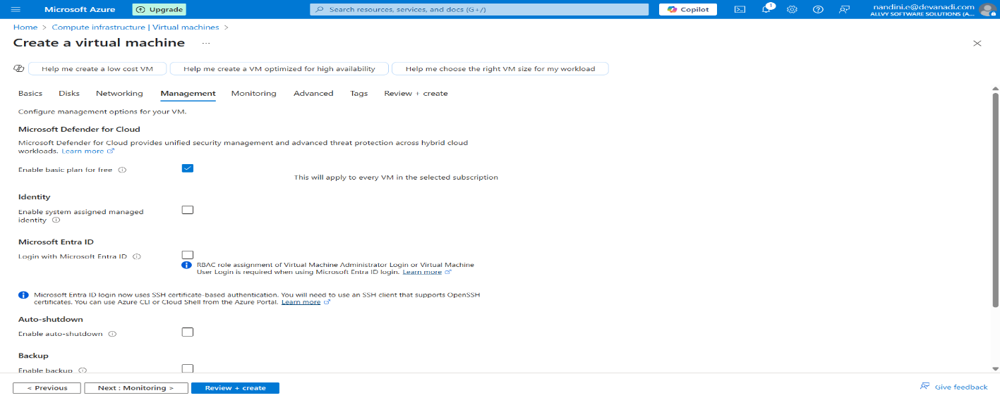 Microsoft Azure
Upgrade
Search resources, services, and docs (G+/)
Copilot
1
nandini.e@devanadi.com
ALLVY SOFTWARE SOLUTIONS (A...
Home > Compute infrastructure | Virtual machines >
Create a virtual machine ...
Help me create a low cost VM
Help me create a VM optimized for high availability
Help me choose the right VM size for my workload
Basics Disks Networking Management Monitoring Advanced Tags Review + create
Configure management options for your VM.
Microsoft Defender for Cloud
Microsoft Defender for Cloud provides unified security management and advanced threat protection across hybrid cloud
workloads. Learn more
Enable basic plan for free
This will apply to every VM in the selected subscription
Identity
Enable system assigned managed
identity
Microsoft Entra ID
Login with Microsoft Entra ID
RBAC role assignment of Virtual Machine Administrator Login or Virtual Machine
User Login is required when using Microsoft Entra ID login. Learn more
Microsoft Entra ID login now uses SSH certificate-based authentication. You will need to use an SSH client that supports OpenSSH
certificates. You can use Azure CLI or Cloud Shell from the Azure Portal. Learn more
Auto-shutdown
Enable auto-shutdown
Backup
Enable backup
< Previous
Next : Monitoring >
Review + create
Give feedback